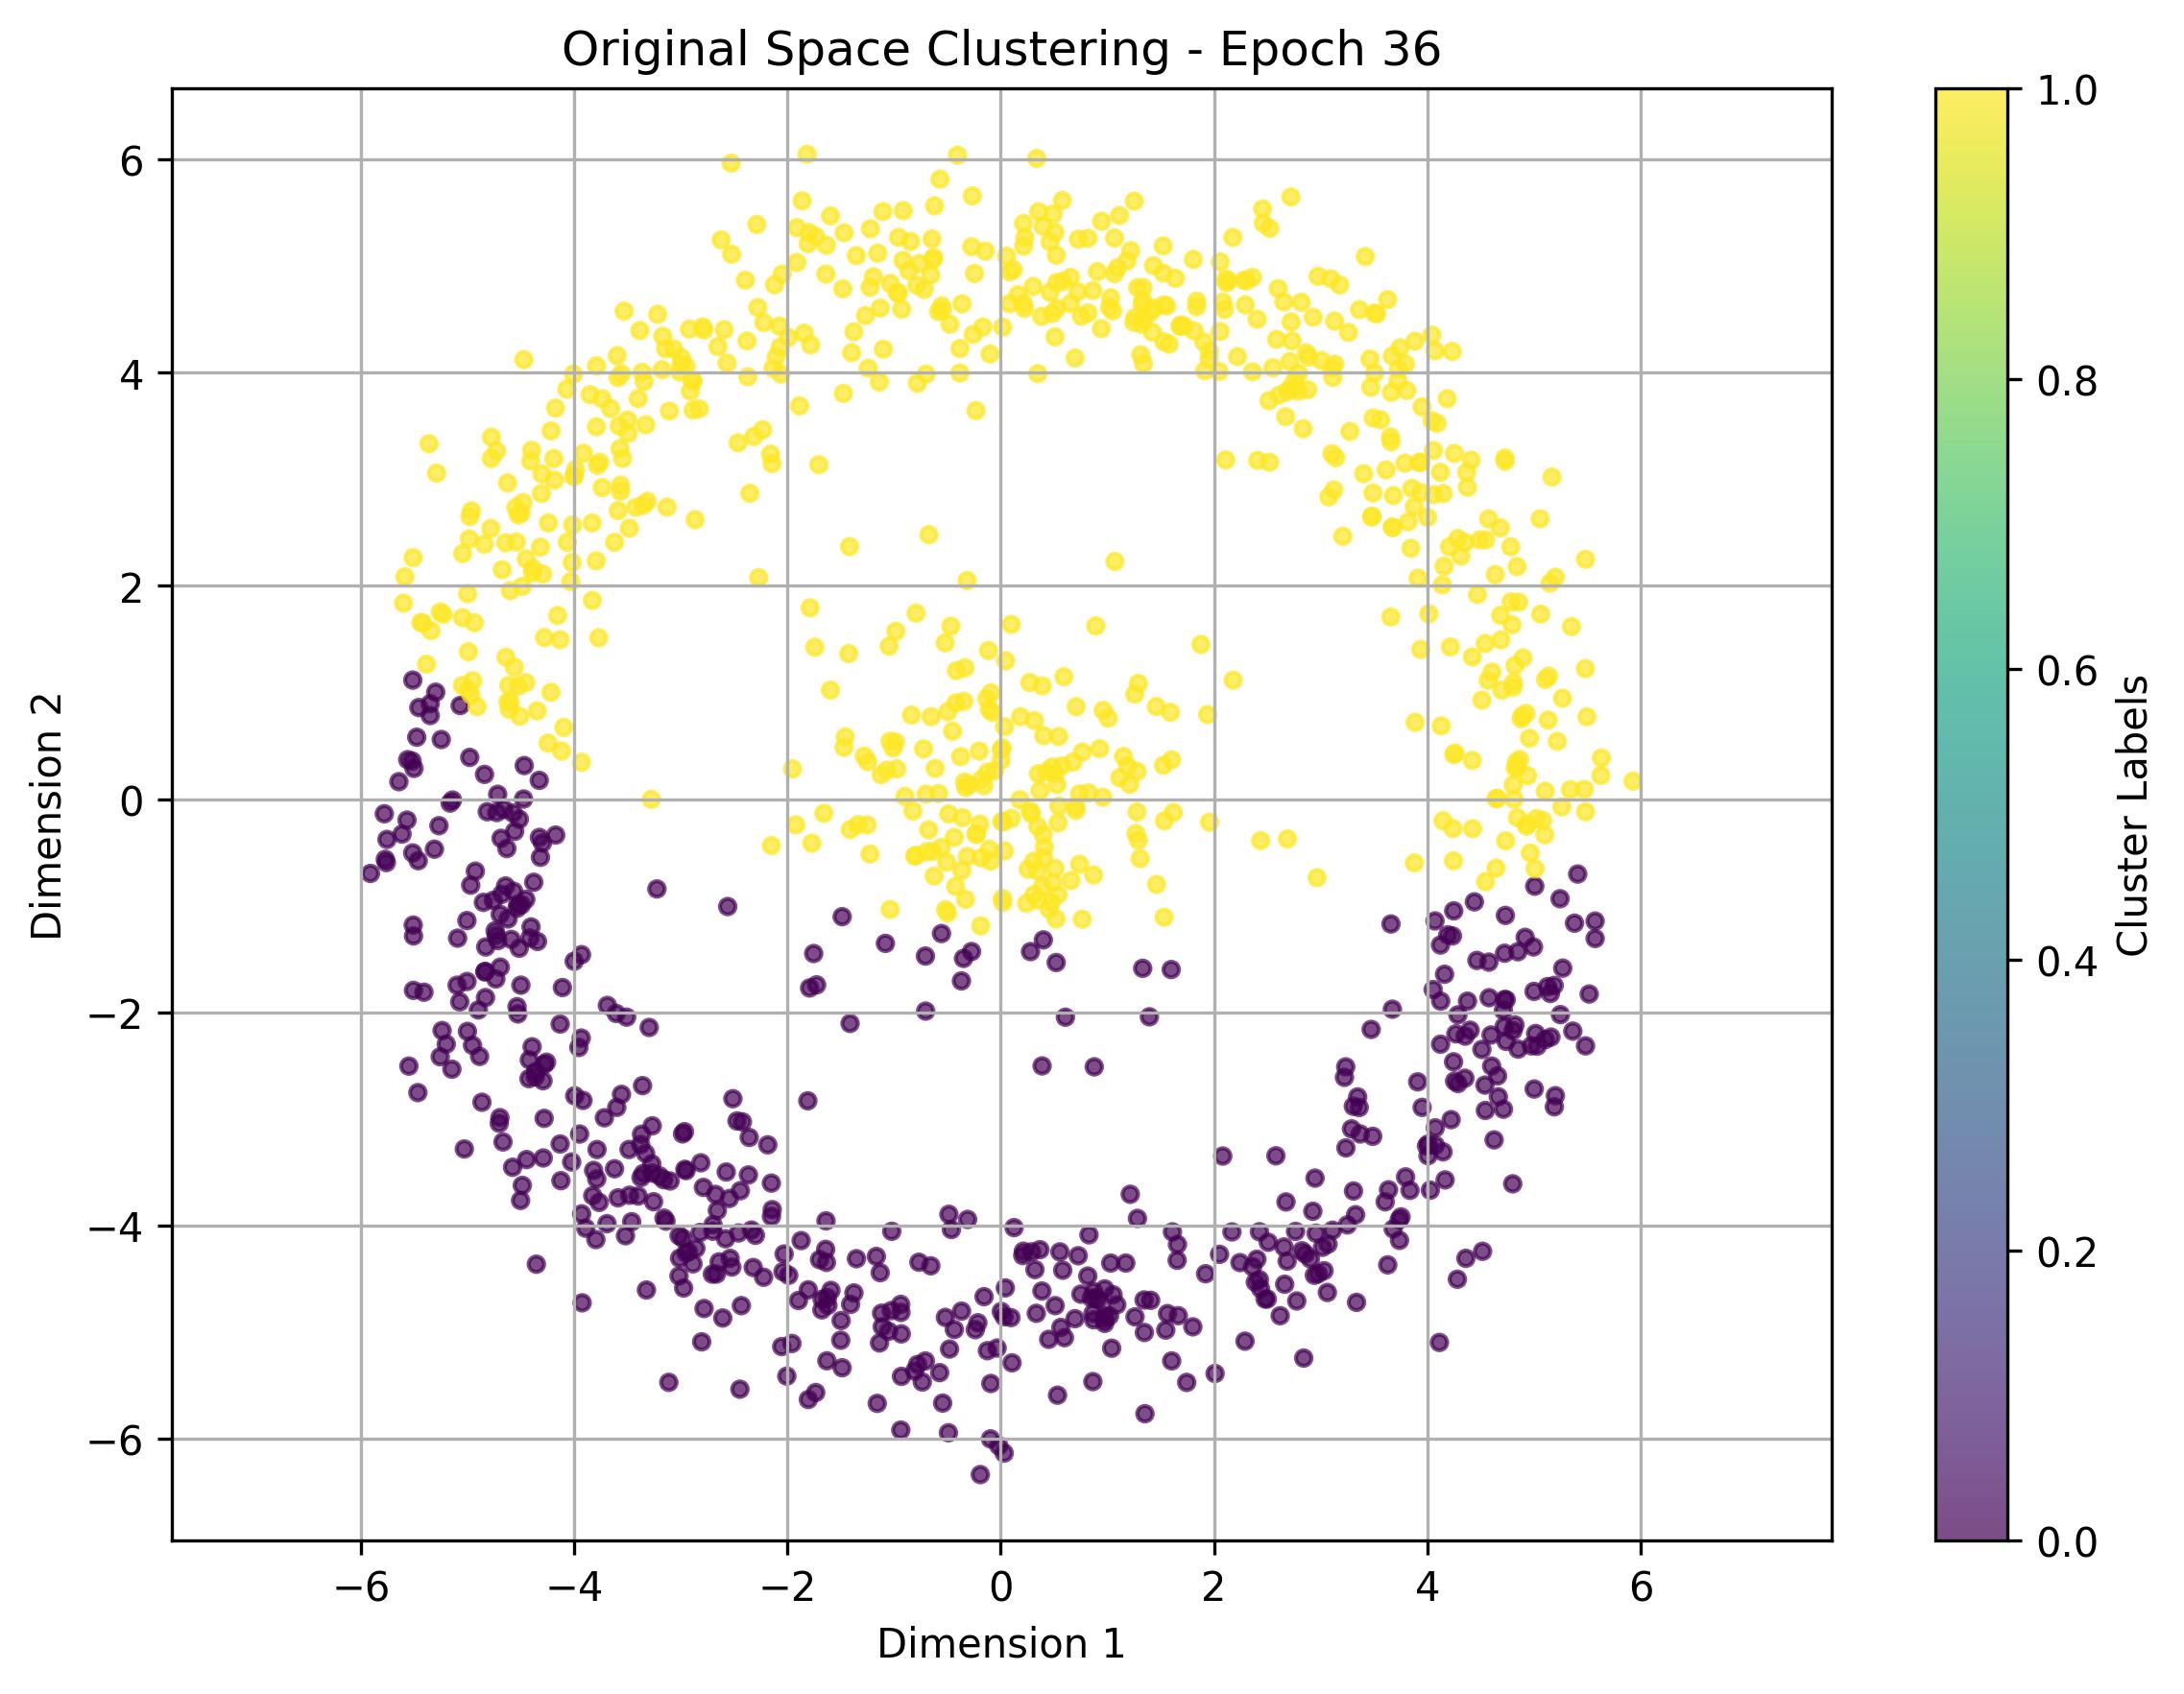 Original Space Clustering - Epoch 36
Dimension 2
6
4
2
0
−2
−4
−6
−6 −4 −2 0 2 4 6
Dimension 1
1.0
0.8
0.6
0.4
0.2
0.0
Cluster Labels